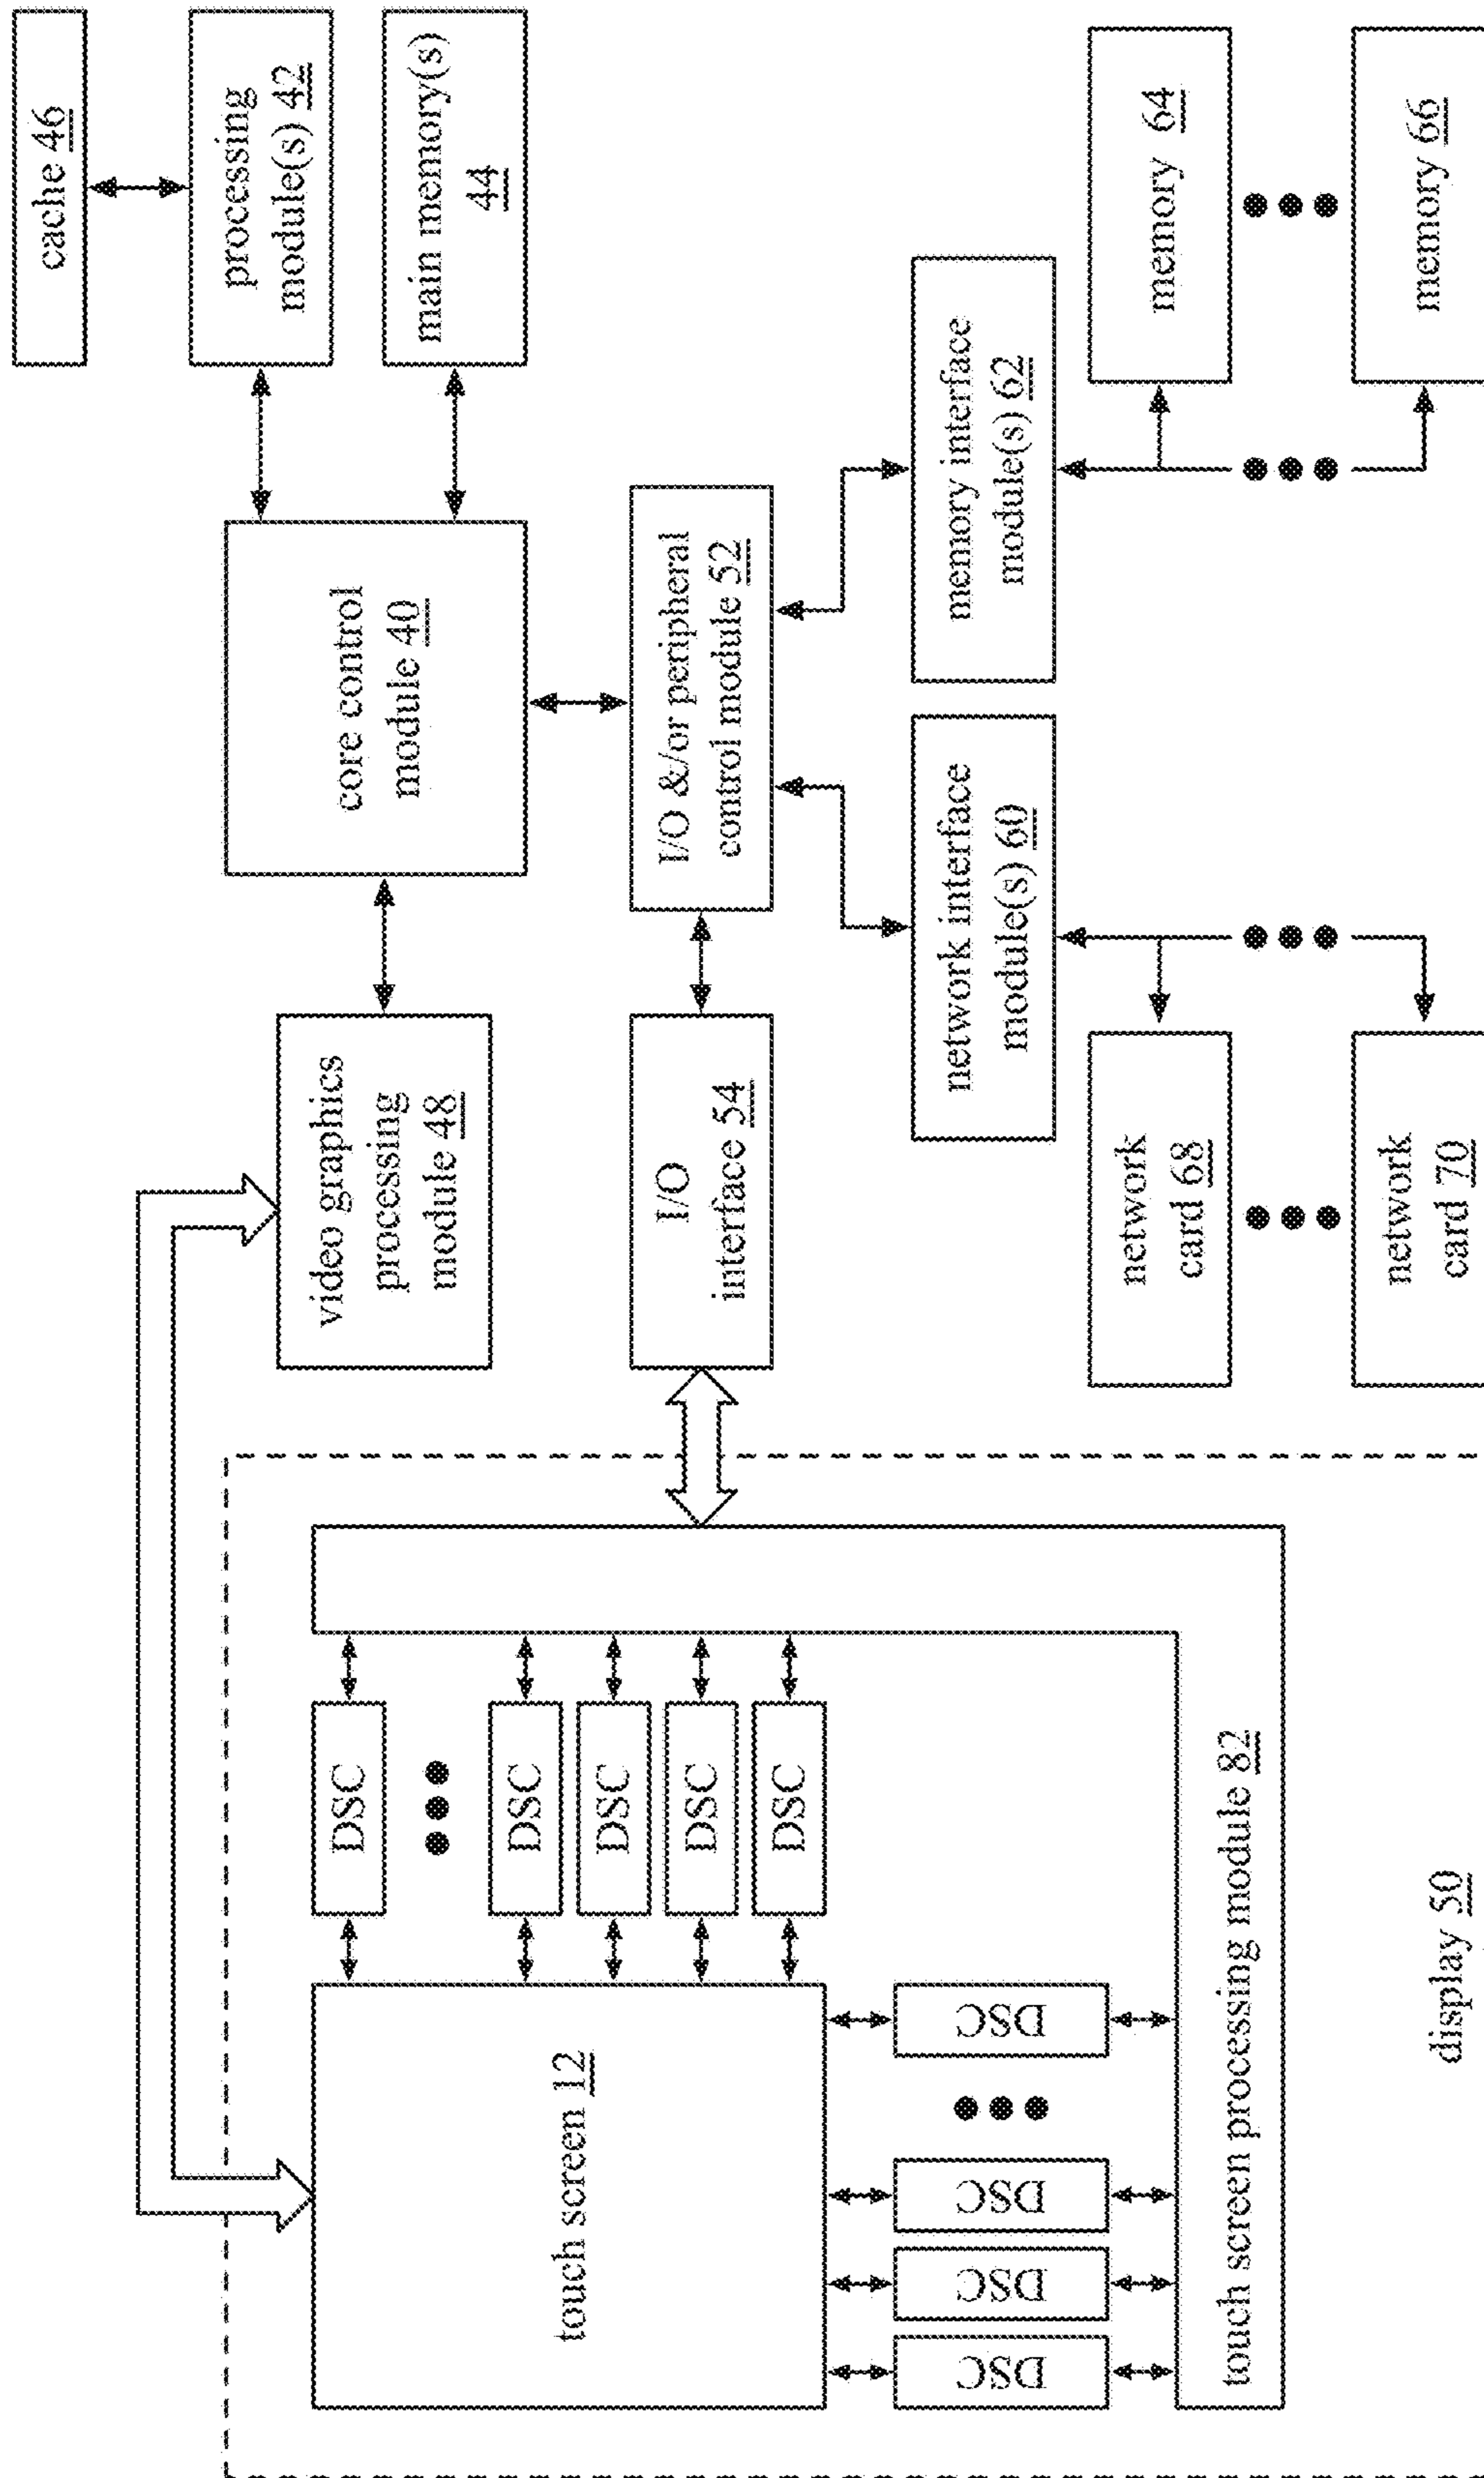 cache 46
processing
module(s) 42
main memory(s)
44
core control
module 40
video graphics
processing
module 48
touch screen 12
DSC
DSC
DSC
DSC
DSC
DSC
DSC
DSC
DSC
touch screen processing module 82
display 50
I/O
interface 54
I/O &/or peripheral
control module 52
network interface
module(s) 60
memory interface
module(s) 62
network
card 68
network
card 70
memory 64
memory 66